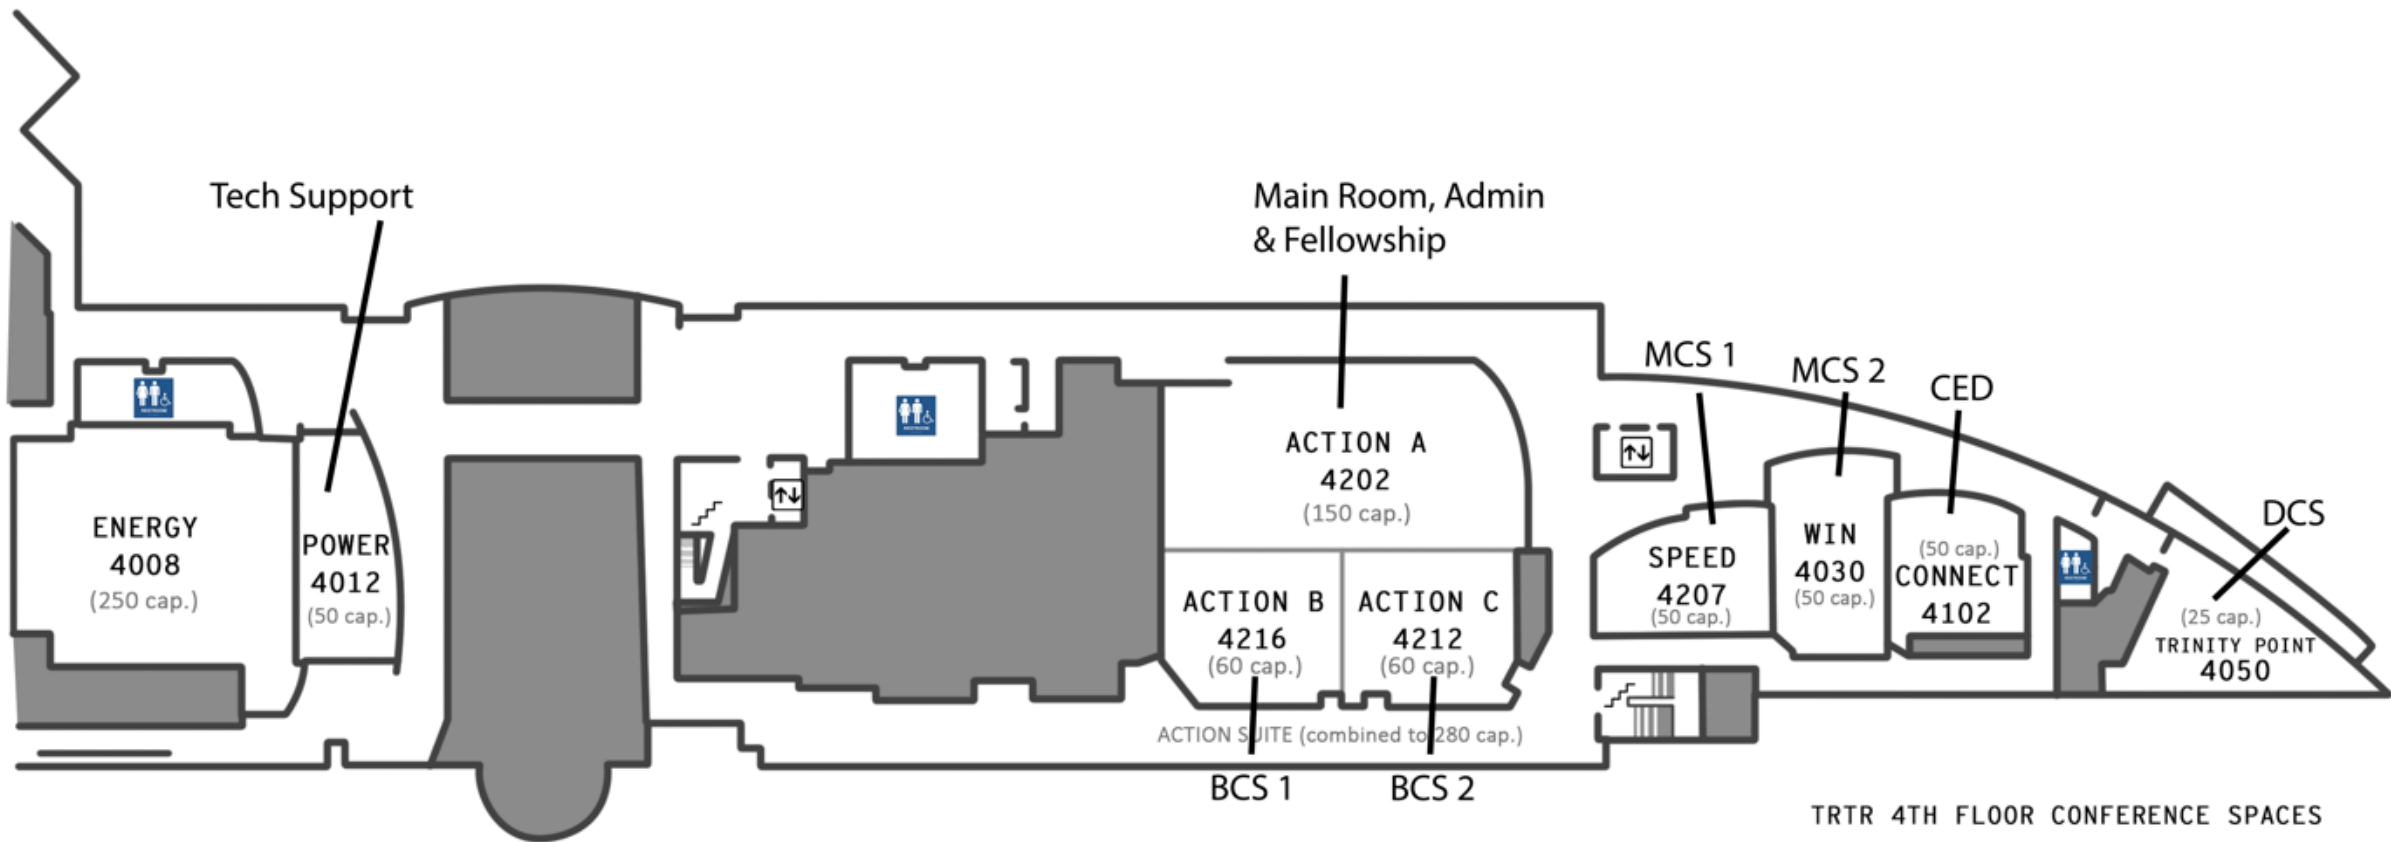 Tech Support
Main Room, Admin
& Fellowship
MCS 1
MCS 2
CED
DCS
ENERGY
4008
(250 cap.)
POWER
4012
(50 cap.)
ACTION A
4202
(150 cap.)
ACTION B
4216
(60 cap.)
ACTION C
4212
(60 cap.)
ACTION SUITE (combined to 280 cap.)
BCS 1
BCS 2
SPEED
4207
(50 cap.)
WIN
4030
(50 cap.)
(50 cap.)
CONNECT
4102
(25 cap.)
TRINITY POINT
4050
RESTROOM
RESTROOM
RESTROOM
TRTR 4TH FLOOR CONFERENCE SPACES